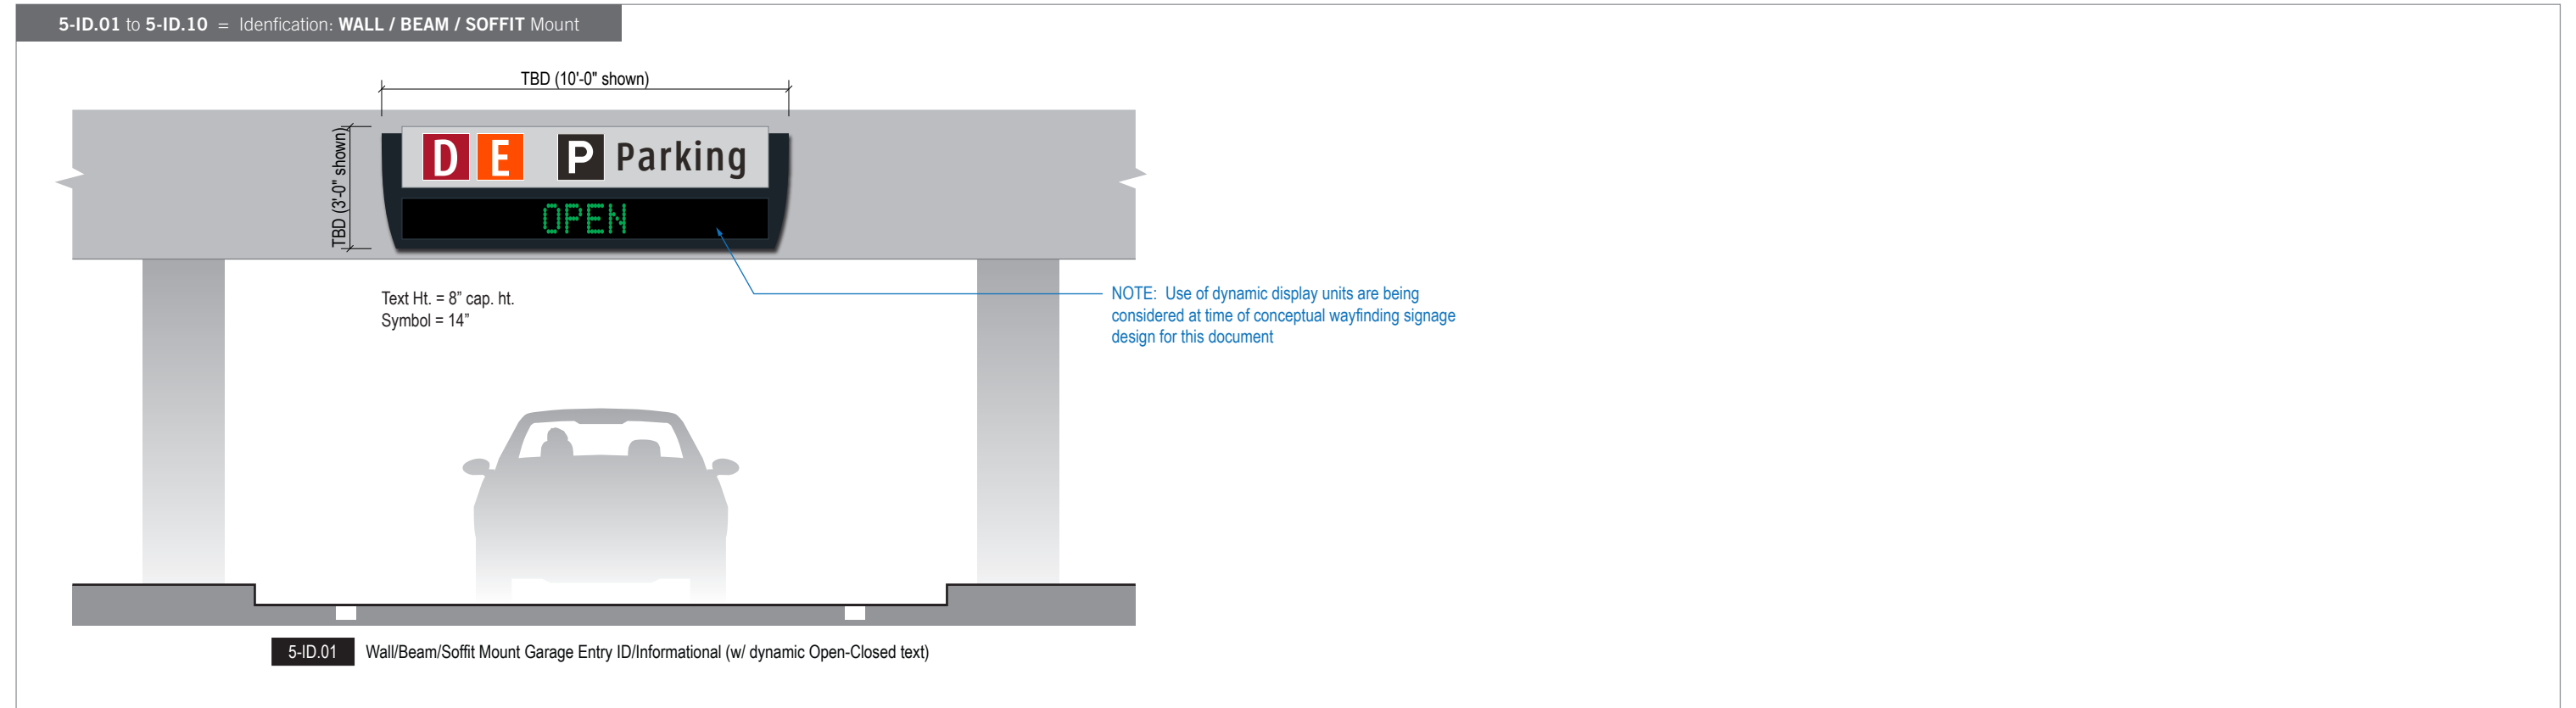 5-ID.01 to 5-ID.10 = Idenfication: WALL / BEAM / SOFFIT Mount
TBD (10'-0" shown)
TBD (3'-0" shown)
D E P Parking
OPEN
Text Ht. = 8” cap. ht.
Symbol = 14”
NOTE: Use of dynamic display units are being
considered at time of conceptual wayfinding signage
design for this document
5-ID.01 Wall/Beam/Soffit Mount Garage Entry ID/Informational (w/ dynamic Open-Closed text)